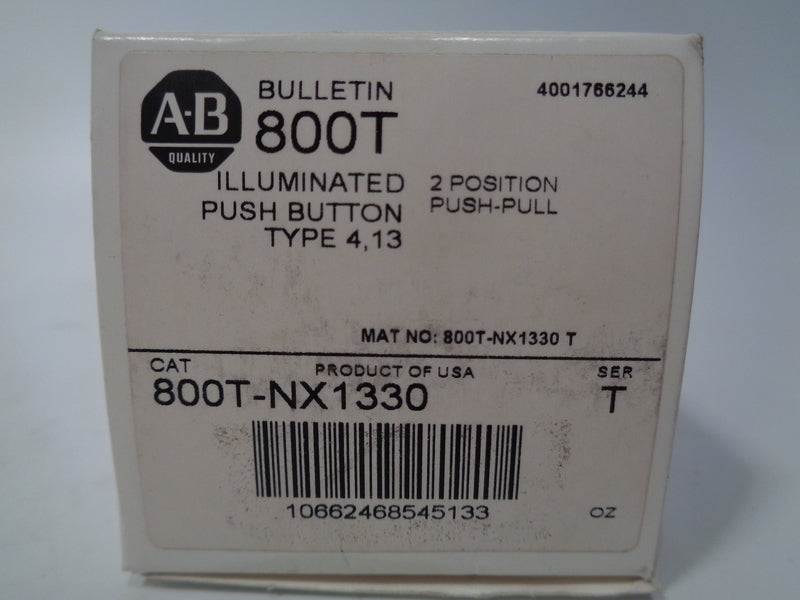 A-B
QUALITY
BULLETIN
800T
4001766244
ILLUMINATED
PUSH BUTTON
TYPE 4,13
2 POSITION
PUSH-PULL
MAT NO: 800T-NX1330 T
CAT
PRODUCT OF USA
SER
800T-NX1330
T
10662468545133
OZ